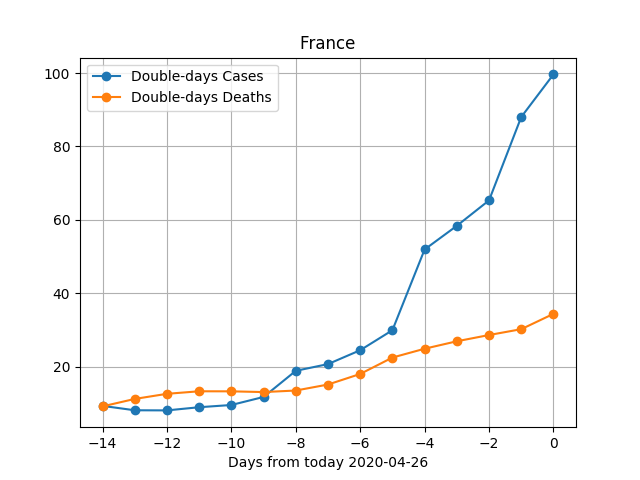 France
Double-days Cases
Double-days Deaths
100
80
60
40
20
−14 −12 −10 −8 −6 −4 −2 0
Days from today 2020-04-26